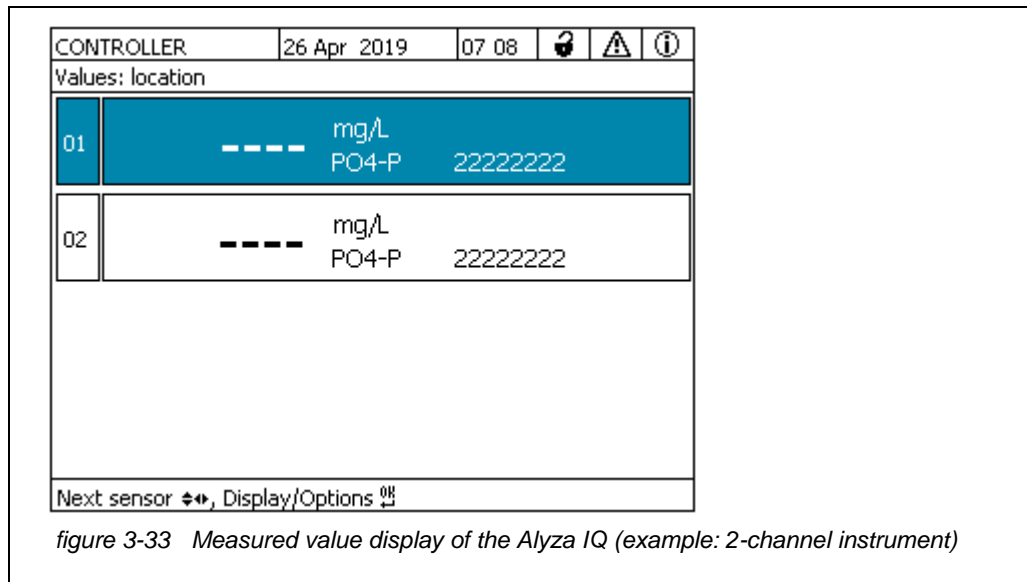 CONTROLLER 26 Apr 2019 07 08
Values: location
01 ---- mg/L
PO4-P 22222222
02 ---- mg/L
PO4-P 22222222
Next sensor , Display/Options OK
figure 3-33 Measured value display of the Alyza IQ (example: 2-channel instrument)